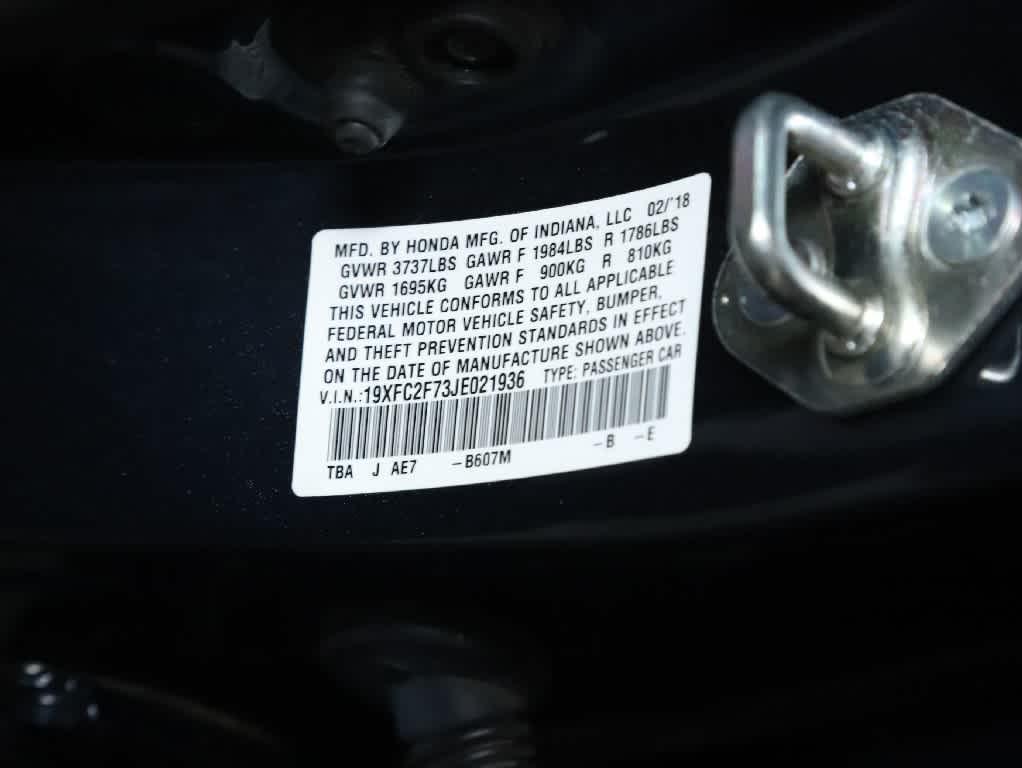 MFD. BY HONDA MFG. OF INDIANA, LLC 02/'18
GVWR 3737LBS GAWR F 1984LBS R 1786LBS
GVWR 1695KG GAWR F 900KG R 810KG
THIS VEHICLE CONFORMS TO ALL APPLICABLE
FEDERAL MOTOR VEHICLE SAFETY, BUMPER,
AND THEFT PREVENTION STANDARDS IN EFFECT
ON THE DATE OF MANUFACTURE SHOWN ABOVE.
V.I.N.:19XFC2F73JE021936 TYPE: PASSENGER CAR
TBA J AE7 -B607M -B -E